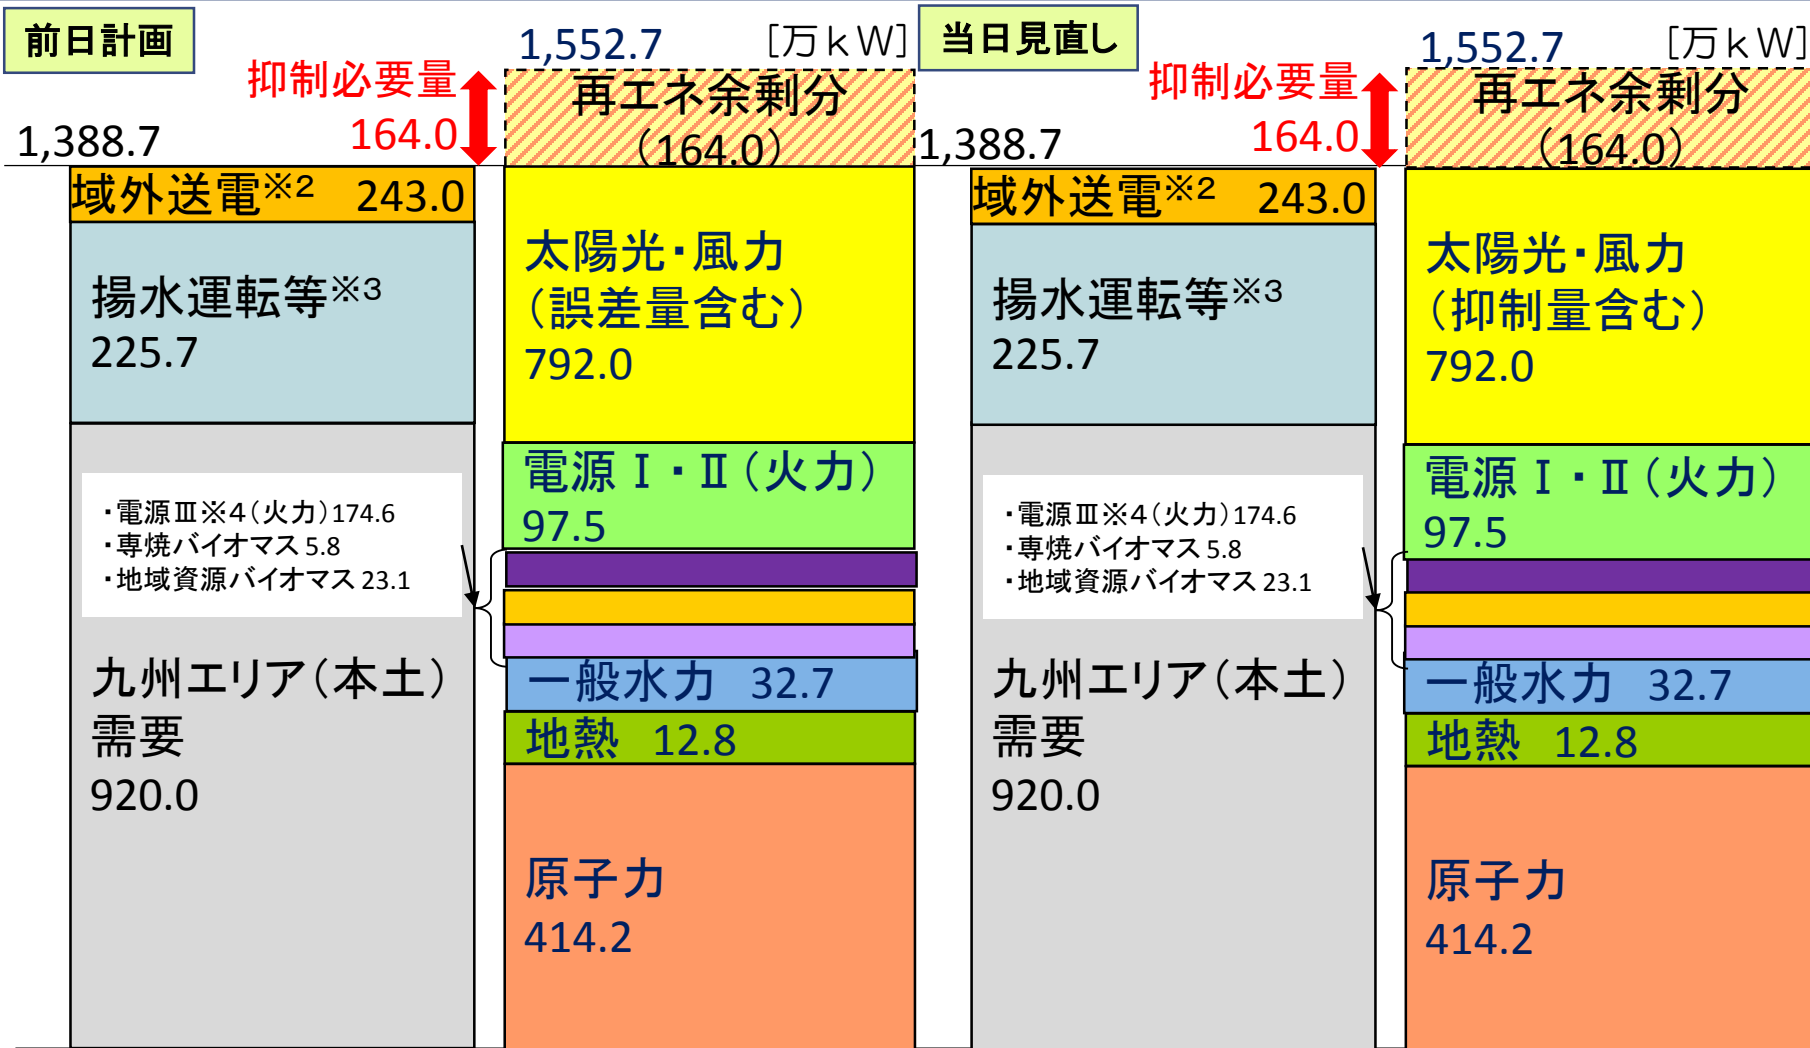 前日計画
1,552.7 [万kW]
抑制必要量
164.0
1,388.7
再エネ余剰分
(164.0)
域外送電※2 243.0
揚水運転等※3
225.7
・電源Ⅲ※4(火力)174.6
・専焼バイオマス 5.8
・地域資源バイオマス 23.1
九州エリア(本土)
需要
920.0
太陽光・風力
(誤差量含む)
792.0
電源Ⅰ・Ⅱ(火力)
97.5
一般水力 32.7
地熱 12.8
原子力
414.2
当日見直し
1,552.7 [万kW]
抑制必要量
164.0
1,388.7
再エネ余剰分
(164.0)
域外送電※2 243.0
揚水運転等※3
225.7
・電源Ⅲ※4(火力)174.6
・専焼バイオマス 5.8
・地域資源バイオマス 23.1
九州エリア(本土)
需要
920.0
太陽光・風力
(抑制量含む)
792.0
電源Ⅰ・Ⅱ(火力)
97.5
一般水力 32.7
地熱 12.8
原子力
414.2